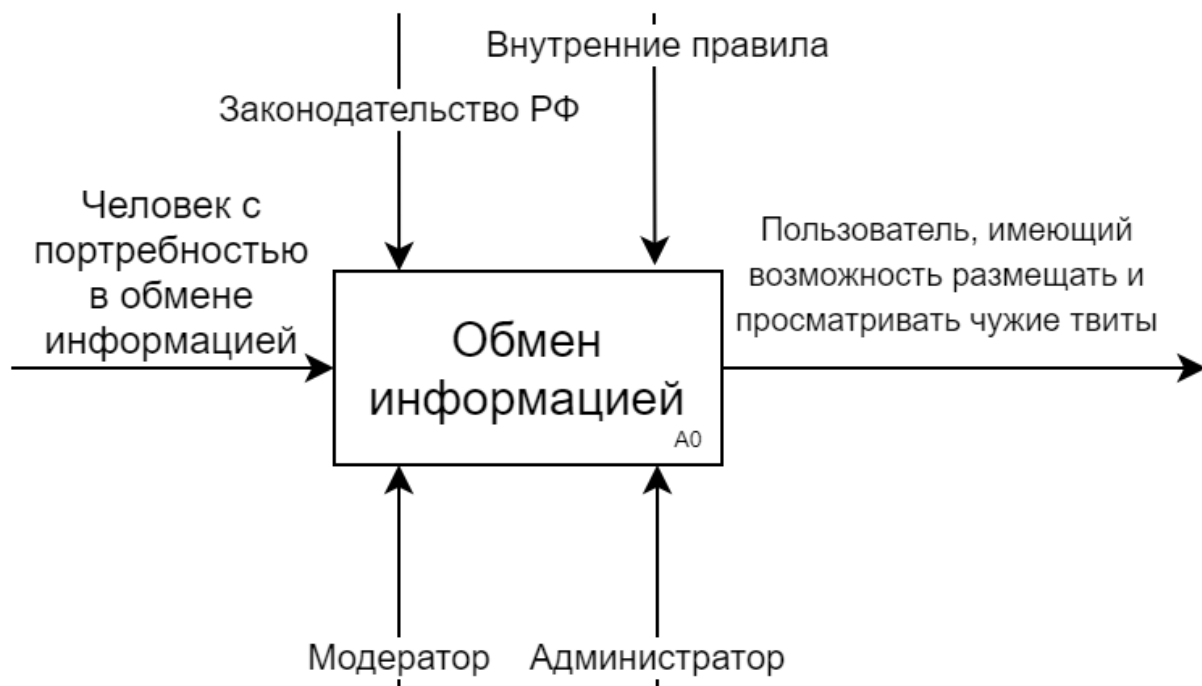 Внутренние правила
Законодательство РФ
Человек с
портребностью
в обмене
информацией
Пользователь, имеющий
возможность размещать и
просматривать чужие твиты
Обмен
информацией
A0
Модератор
Администратор